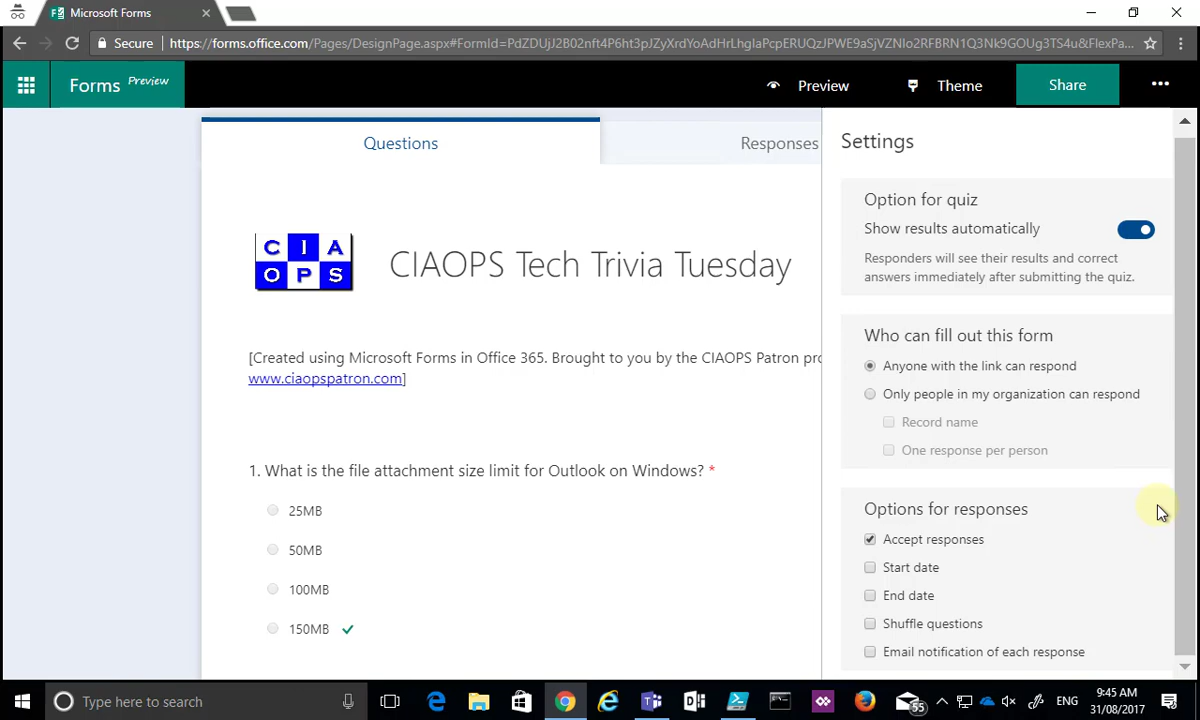 Microsoft Forms
Secure
https://forms.office.com/Pages/DesignPage.aspx#FormId=PdZDUjJ2B02nft4P6ht3pJZyXrdYoAdHrLhglaPcpERUQzJPWE9aSjVZNlo2RFBRN1Q3Nk9GOUg3TS4u&FlexPa...
Forms Preview
Preview
Theme
Share
Questions
Responses
Settings
Option for quiz
Show results automatically
Responders will see their results and correct
answers immediately after submitting the quiz.
C I A
O P S
CIAOPS Tech Trivia Tuesday
Who can fill out this form
[Created using Microsoft Forms in Office 365. Brought to you by the CIAOPS Patron pro
www.ciaopspatron.com]
Anyone with the link can respond
Only people in my organization can respond
Record name
One response per person
1. What is the file attachment size limit for Outlook on Windows? *
25MB
50MB
100MB
150MB
Options for responses
Accept responses
Start date
End date
Shuffle questions
Email notification of each response
Type here to search
55
ENG
9:45 AM
31/08/2017